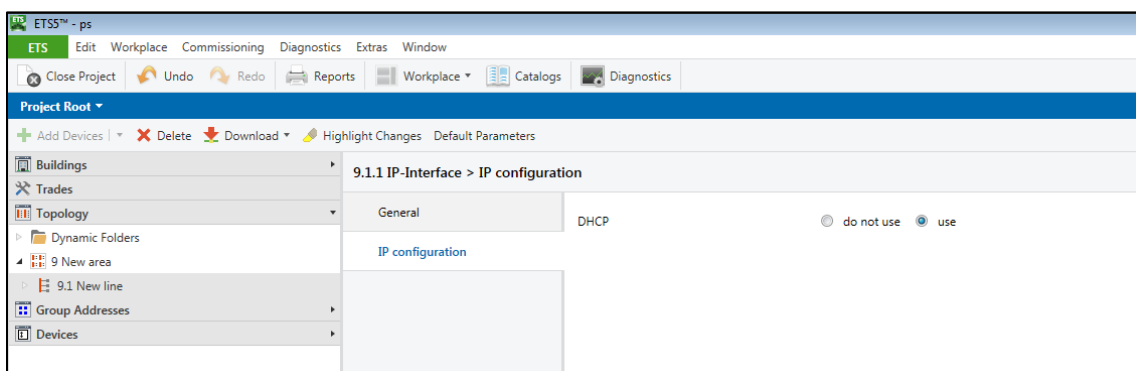 ETS5™ - ps
ETS Edit Workplace Commissioning Diagnostics Extras Window
Close Project Undo Redo Reports Workplace Catalogs Diagnostics
Project Root
Add Devices Delete Download Highlight Changes Default Parameters
Buildings
Trades
Topology
Dynamic Folders
9 New area
9.1 New line
Group Addresses
Devices
9.1.1 IP-Interface > IP configuration
General
IP configuration
DHCP do not use use